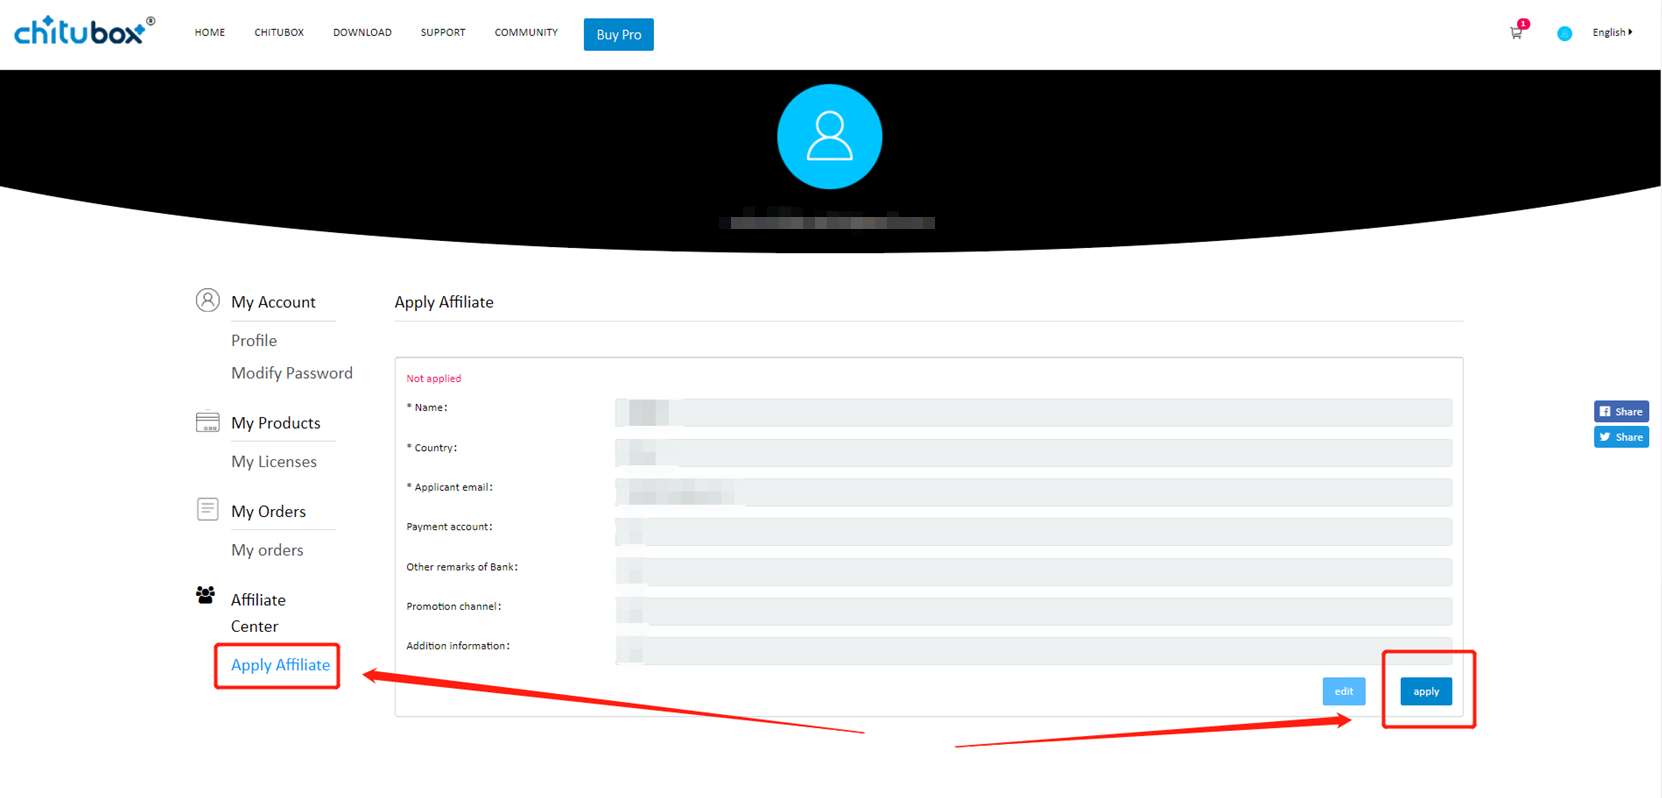 chitubox®
HOME
CHITUBOX
DOWNLOAD
SUPPORT
COMMUNITY
Buy Pro
1
English
My Account
Profile
Modify Password
My Products
My Licenses
My Orders
My orders
Affiliate
Center
Apply Affiliate
Apply Affiliate
Not applied
* Name:
* Country:
* Applicant email:
Payment account:
Other remarks of Bank:
Promotion channel:
Addition information:
edit
apply
Share
Share